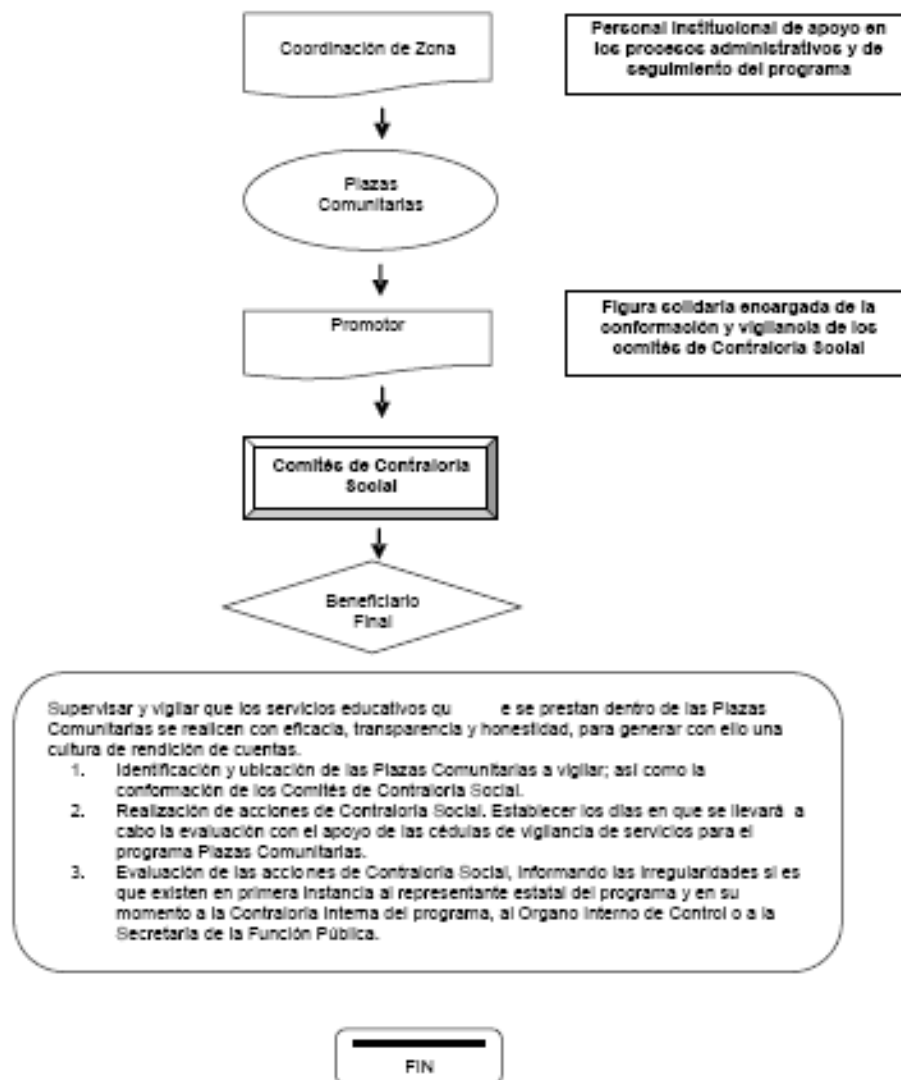 Coordinación de Zona
Personal Institucional de apoyo en
los procesos administrativos y de
seguimiento del programa
Plazas
Comunitarias
Promotor
Figura solidaria encargada de la
conformación y vigilancia de los
comités de Contraloría Social
Comités de Contraloría
Social
Beneficiario
Final
Supervisar y vigilar que los servicios educativos qu e se prestan dentro de las Plazas
Comunitarias se realicen con eficacia, transparencia y honestidad, para generar con ello una
cultura de rendición de cuentas.
1. Identificación y ubicación de las Plazas Comunitarias a vigilar; así como la
conformación de los Comités de Contraloría Social.
2. Realización de acciones de Contraloría Social. Establecer los días en que se llevará a
cabo la evaluación con el apoyo de las cédulas de vigilancia de servicios para el
programa Plazas Comunitarias.
3. Evaluación de las acciones de Contraloría Social, informando las irregularidades si es
que existen en primera instancia al representante estatal del programa y en su
momento a la Contraloría Interna del programa, al Organo Interno de Control o a la
Secretaría de la Función Pública.
FIN